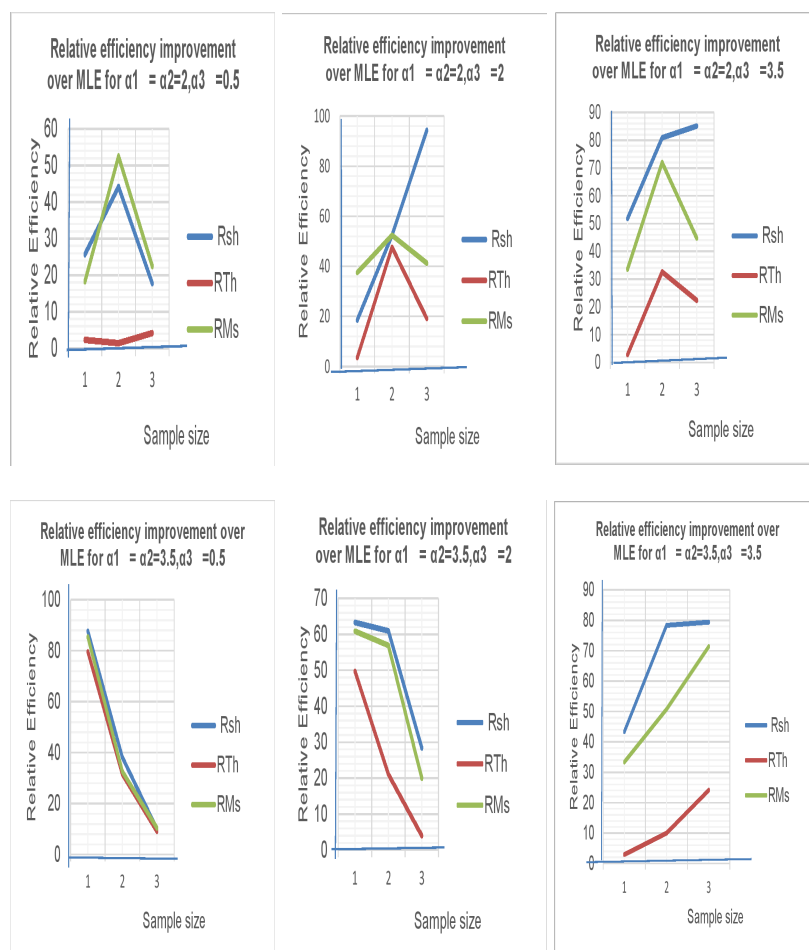 Relative efficiency improvement
over MLE for α1 = α2=2,α3 =0.5
Relative Efficiency
60
50
40
30
20
10
0
1 2 3
Sample size
Rsh
RTh
RMs
Relative efficiency improvement
over MLE for α1 = α2=2,α3 =2
Relative Efficiency
100
80
60
40
20
0
1 2 3
Sample size
Rsh
RTh
RMs
Relative efficiency improvement
over MLE for α1 = α2=2,α3 =3.5
Relative Efficiency
90
80
70
60
50
40
30
20
10
0
1 2 3
Sample size
Rsh
RTh
RMs
Relative efficiency improvement over
MLE for α1 = α2=3.5,α3 =0.5
Relative Efficiency
100
80
60
40
20
0
1 2 3
Sample size
Rsh
RTh
RMs
Relative efficiency improvement
over MLE for α1 = α2=3.5,α3 =2
Relative Efficiency
70
60
50
40
30
20
10
0
1 2 3
Sample size
Rsh
RTh
RMs
Relative efficiency improvement over
MLE for α1 = α2=3.5,α3 =3.5
Relative Efficiency
90
80
70
60
50
40
30
20
10
0
1 2 3
Sample size
Rsh
RTh
RMs